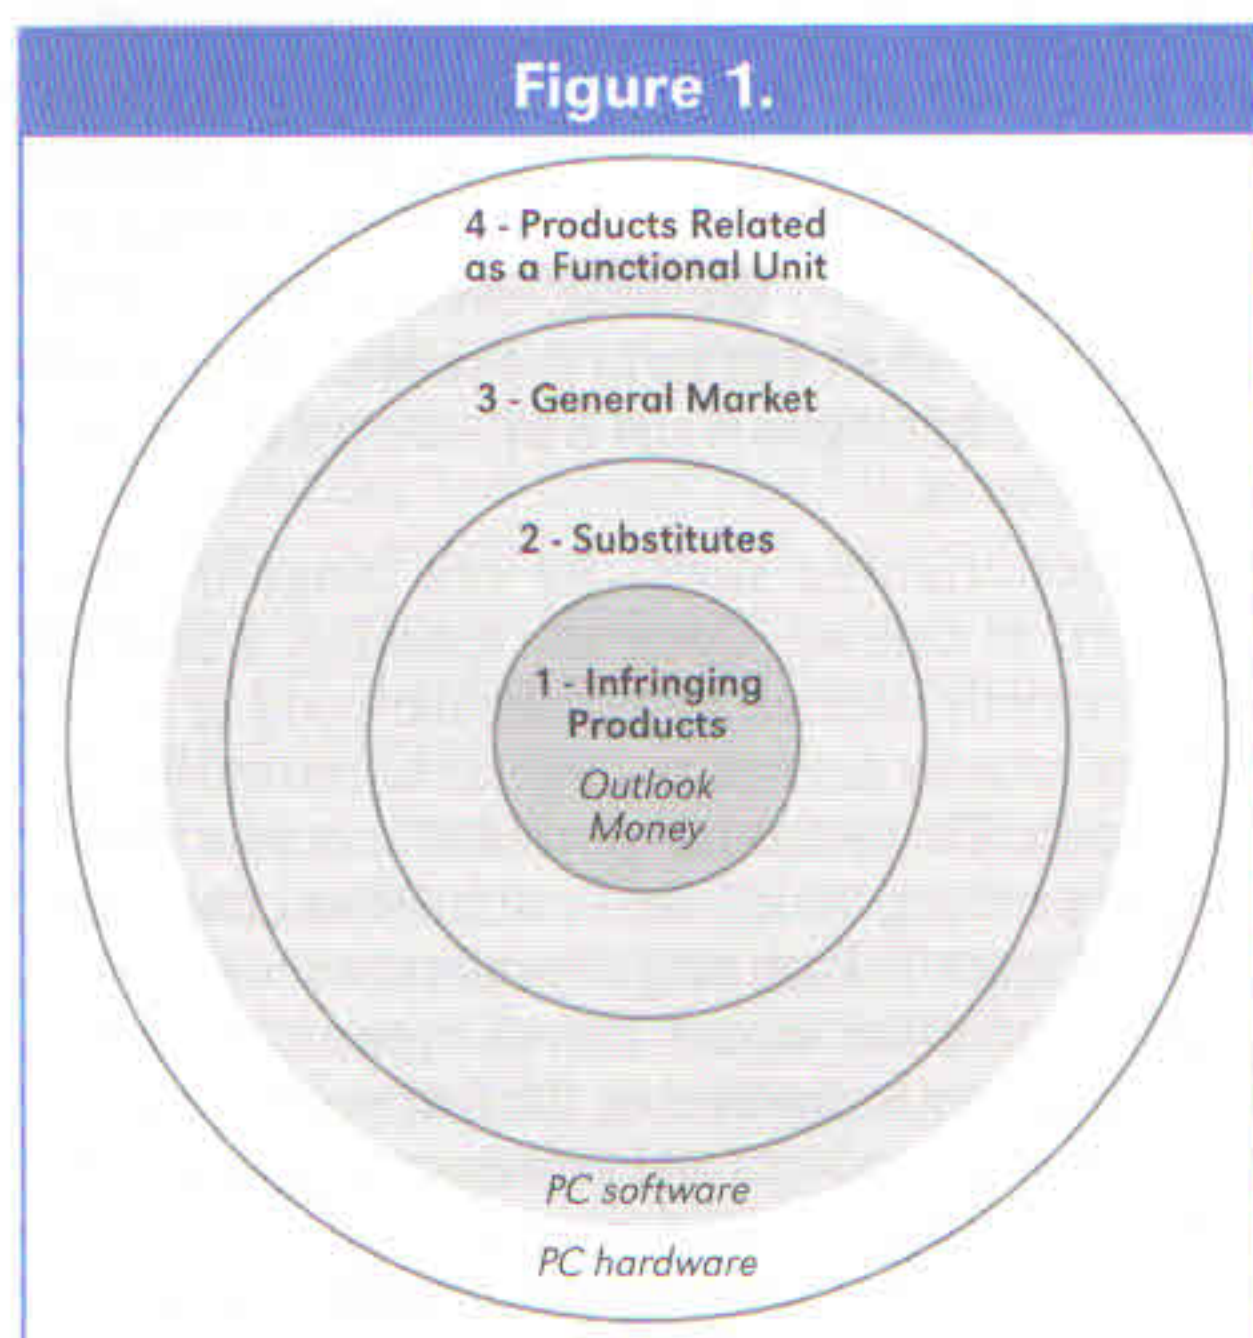 Figure 1.
4 - Products Related
as a Functional Unit
3 - General Market
2 - Substitutes
1 - Infringing
Products
Outlook
Money
PC software
PC hardware